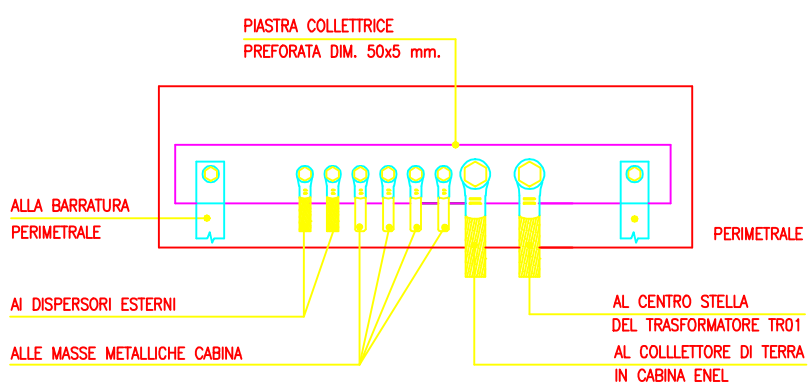 PIASTRA COLLETTRICE
PREFORATA DIM. 50x5 mm.
ALLA BARRATURA
PERIMETRALE
PERIMETRALE
AI DISPERSORI ESTERNI
ALLE MASSE METALLICHE CABINA
AL CENTRO STELLA
DEL TRASFORMATORE TR01
AL COLLLETTORE DI TERRA
IN CABINA ENEL